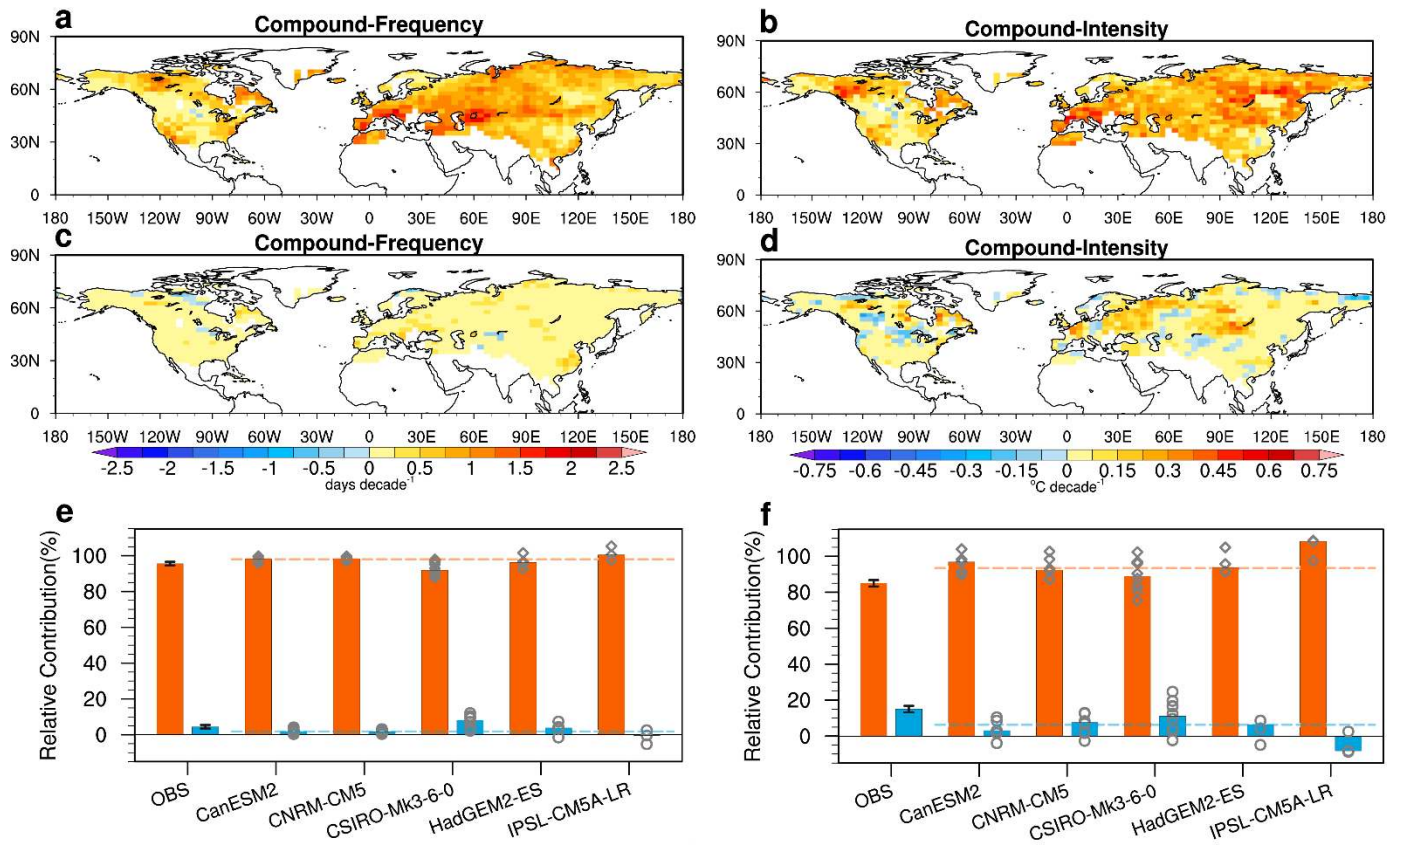 a Compound-Frequency
90N
60N
30N
0
180 150W 120W 90W 60W 30W 0 30E 60E 90E 120E 150E 180
b Compound-Intensity
90N
60N
30N
0
180 150W 120W 90W 60W 30W 0 30E 60E 90E 120E 150E 180
c Compound-Frequency
90N
60N
30N
0
180 150W 120W 90W 60W 30W 0 30E 60E 90E 120E 150E 180
-2.5 -2 -1.5 -1 -0.5 0 0.5 1 1.5 2 2.5
days decade⁻¹
d Compound-Intensity
90N
60N
30N
0
180 150W 120W 90W 60W 30W 0 30E 60E 90E 120E 150E 180
-0.75 -0.6 -0.45 -0.3 -0.15 0 0.15 0.3 0.45 0.6 0.75
°C decade⁻¹
e
Relative Contribution(%)
100
80
60
40
20
0
OBS CanESM2 CNRM-CM5 CSIRO-Mk3-6-0 HadGEM2-ES IPSL-CM5A-LR
f
Relative Contribution(%)
100
80
60
40
20
0
OBS CanESM2 CNRM-CM5 CSIRO-Mk3-6-0 HadGEM2-ES IPSL-CM5A-LR